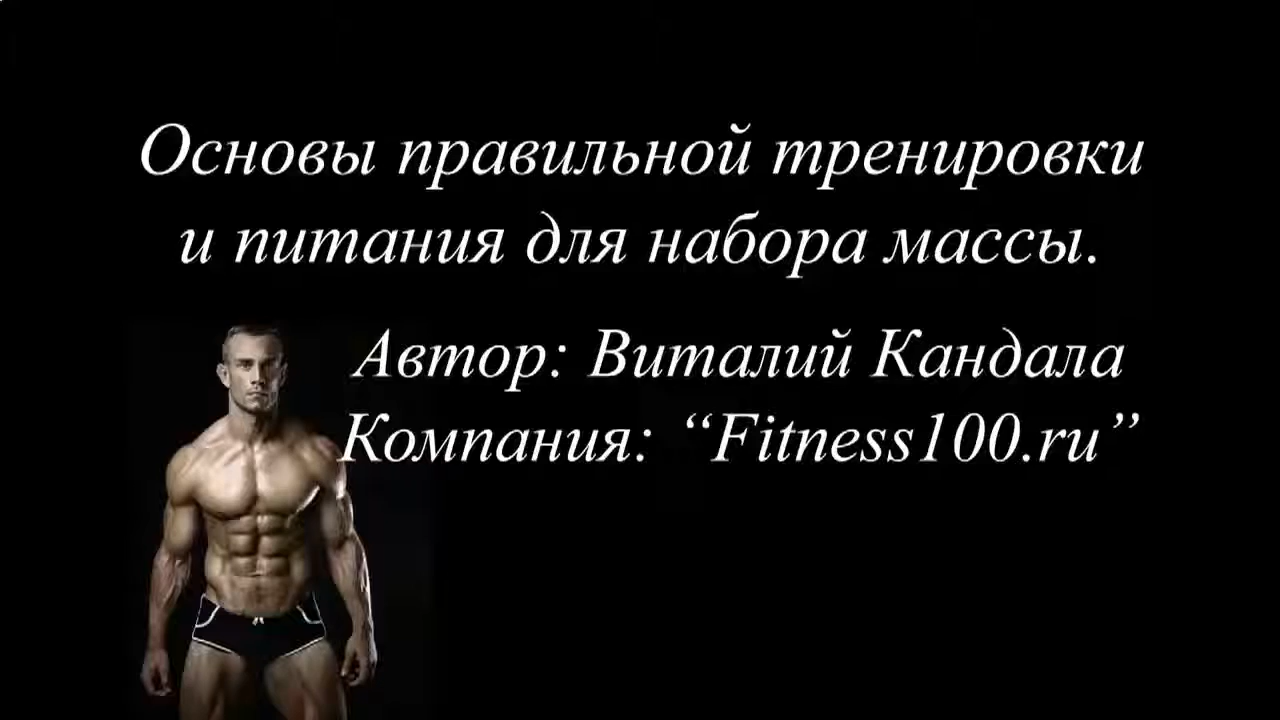 Основы правильной тренировки
и питания для набора массы.
Автор: Виталий Кандала
Компания: “Fitness100.ru”